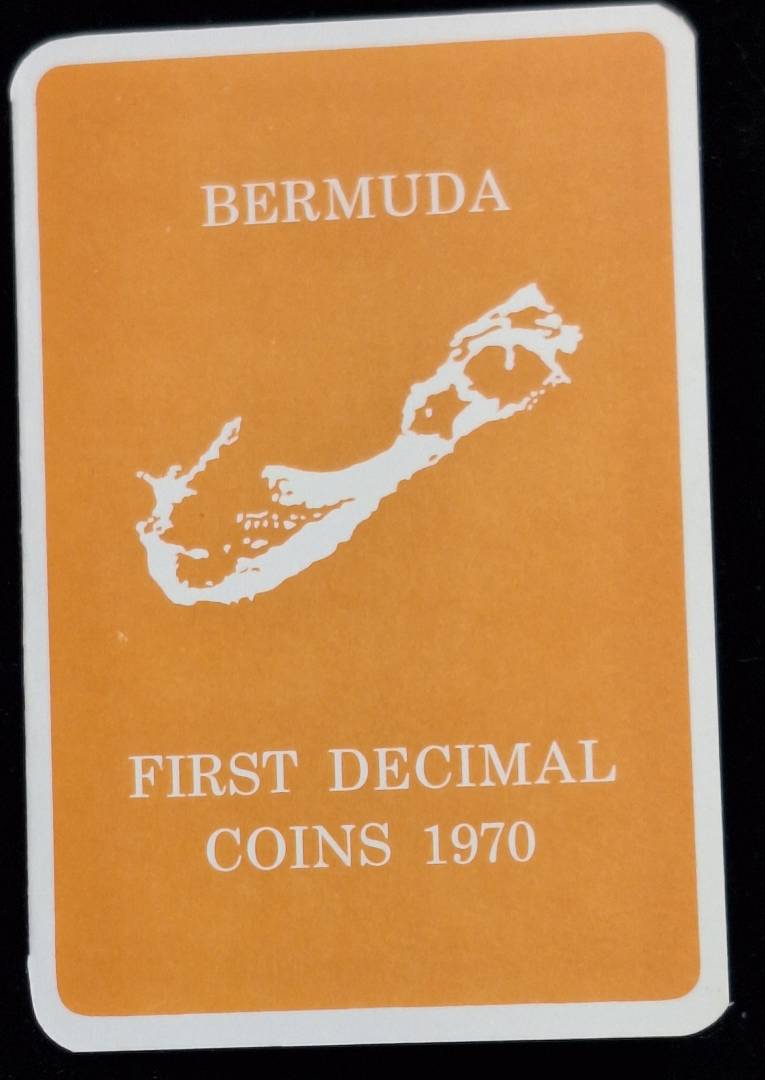 BERMUDA
FIRST DECIMAL
COINS 1970